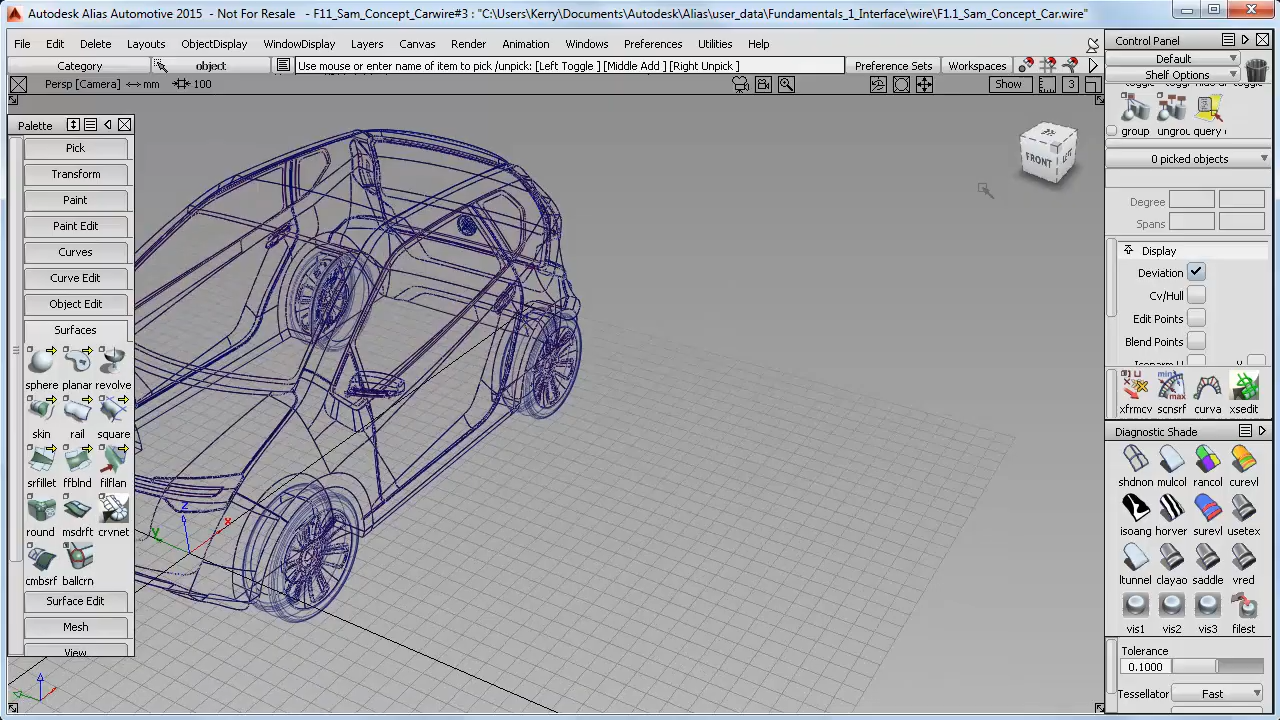 Autodesk Alias Automotive 2015 - Not For Resale - F11_Sam_Concept_Carwire#3 : "C:\Users\Kerry\Documents\Autodesk\Alias\user_data\Fundamentals_1_Interface\wire\F1.1_Sam_Concept_Car.wire"
File Edit Delete Layouts ObjectDisplay WindowDisplay Layers Canvas Render Animation Windows Preferences Utilities Help
Control Panel
Category object Use mouse or enter name of item to pick /unpick: [Left Toggle ] [Middle Add ] [Right Unpick ] Preference Sets Workspaces
Default
Shelf Options
Persp [Camera] mm 100 Show 3
Palette
Pick
Transform
Paint
Paint Edit
Curves
Curve Edit
Object Edit
Surfaces
sphere planar revolve
skin rail square
srfillet ffblnd filflan
round msdrft crvnet
cmbsrf ballcrn
Surface Edit
Mesh
View
FRONT LEFT
Z
x
y
group ungrou query
0 picked objects
Degree
Spans
Display
Deviation
Cv/Hull
Edit Points
Blend Points
xfrmcv scnsrf curva xsedit
Diagnostic Shade
shdnon mulcol rancol curevl
isoang horver surevl usetex
ltunnel clayao saddle vred
vis1 vis2 vis3 filest
Tolerance
0.1000
Tessellator Fast